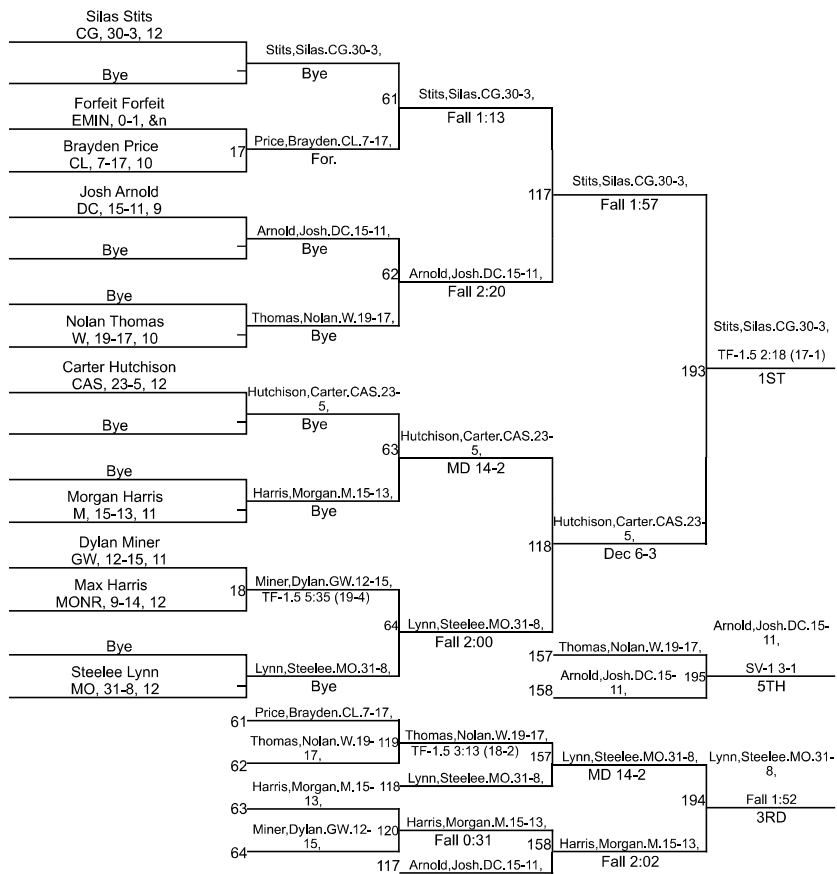 Silas Stits
CG, 30-3, 12
Bye
Forfeit Forfeit
EMIN, 0-1, &n
Brayden Price
CL, 7-17, 10
17
Josh Arnold
DC, 15-11, 9
Bye
Bye
Nolan Thomas
W, 19-17, 10
Carter Hutchison
CAS, 23-5, 12
Bye
Bye
Morgan Harris
M, 15-13, 11
Dylan Miner
GW, 12-15, 11
Max Harris
MONR, 9-14, 12
18
Bye
Steelee Lynn
MO, 31-8, 12
Stits,Silas.CG.30-3,
Bye
61
Price,Brayden.CL.7-17,
For.
Arnold,Josh.DC.15-11,
Bye
62
Thomas,Nolan.W.19-17,
Bye
Hutchison,Carter.CAS.23-
5,
Bye
63
Harris,Morgan.M.15-13,
Bye
Miner,Dylan.GW.12-15,
TF-1.5 5:35 (19-4)
64
Lynn,Steelee.MO.31-8,
Bye
Stits,Silas.CG.30-3,
Fall 1:13
117
Arnold,Josh.DC.15-11,
Fall 2:20
Hutchison,Carter.CAS.23-
5,
MD 14-2
118
Lynn,Steelee.MO.31-8,
Fall 2:00
Stits,Silas.CG.30-3,
Fall 1:57
193
Hutchison,Carter.CAS.23-
5,
Dec 6-3
Stits,Silas.CG.30-3,
TF-1.5 2:18 (17-1)
1ST
157
Thomas,Nolan.W.19-17,
158
Arnold,Josh.DC.15-
11,
195
Arnold,Josh.DC.15-
11,
SV-1 3-1
5TH
61
Price,Brayden.CL.7-17,
62
Thomas,Nolan.W.19-
17,
119
63
Harris,Morgan.M.15-
13,
64
Miner,Dylan.GW.12-
15,
120
Thomas,Nolan.W.19-17,
TF-1.5 3:13 (18-2)
118
Lynn,Steelee.MO.31-8,
157
Harris,Morgan.M.15-13,
Fall 0:31
117
Arnold,Josh.DC.15-11,
158
Lynn,Steelee.MO.31-8,
MD 14-2
Harris,Morgan.M.15-13,
Fall 2:02
194
Lynn,Steelee.MO.31-
8,
Fall 1:52
3RD